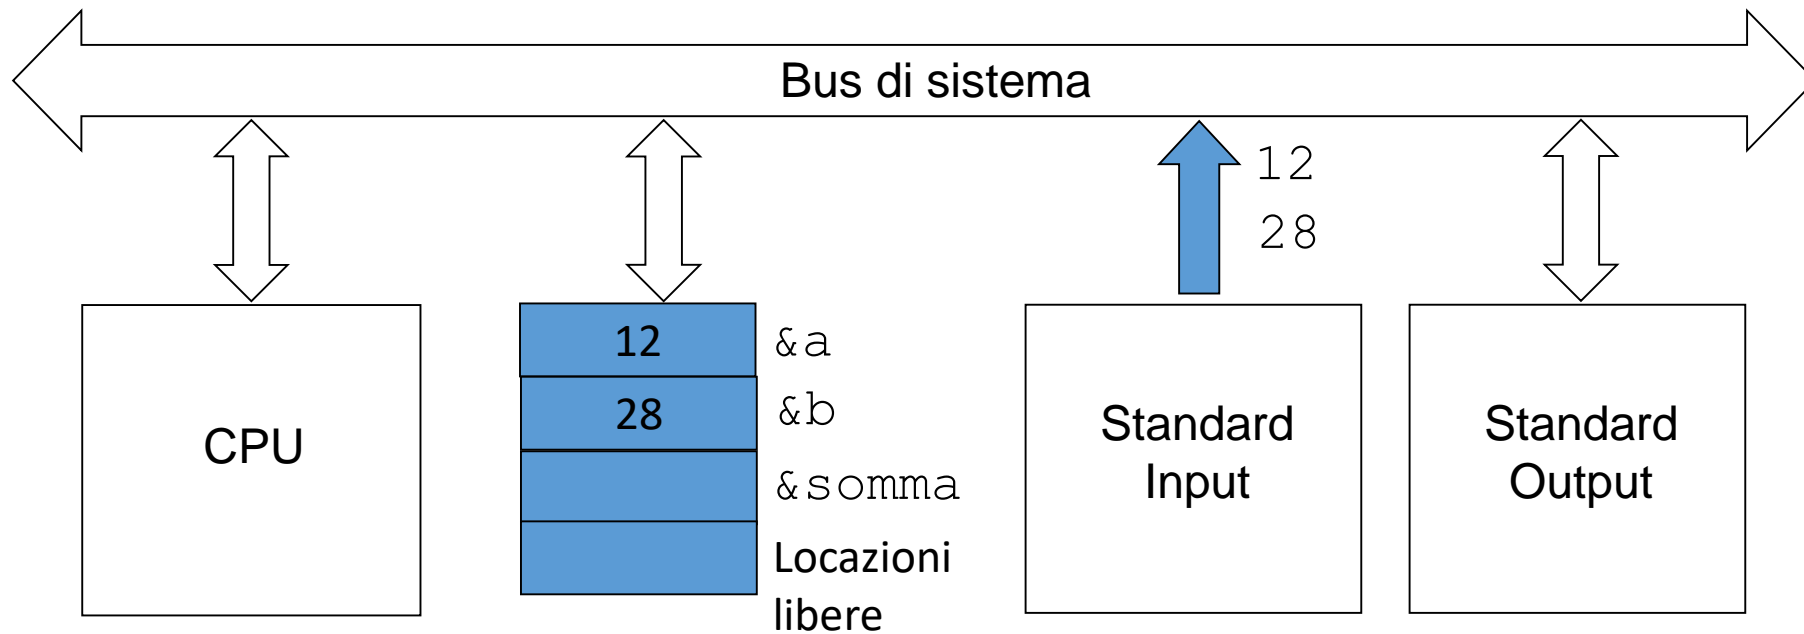 Bus di sistema
12
28
CPU
12
&a
28
&b
&somma
Locazioni
libere
Standard
Input
Standard
Output